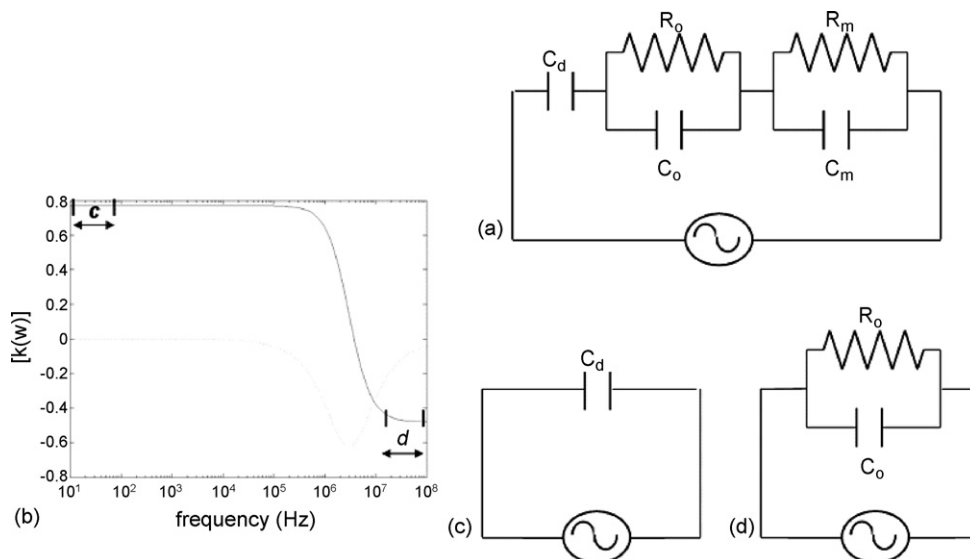 R_o
R_m
C_d
C_o
C_m
(a)
0.8
0.6
0.4
0.2
0
-0.2
-0.4
-0.6
-0.8
[k(w)]
c
d
10^1 10^2 10^3 10^4 10^5 10^6 10^7 10^8
frequency (Hz)
(b)
C_d
(c)
R_o
C_o
(d)